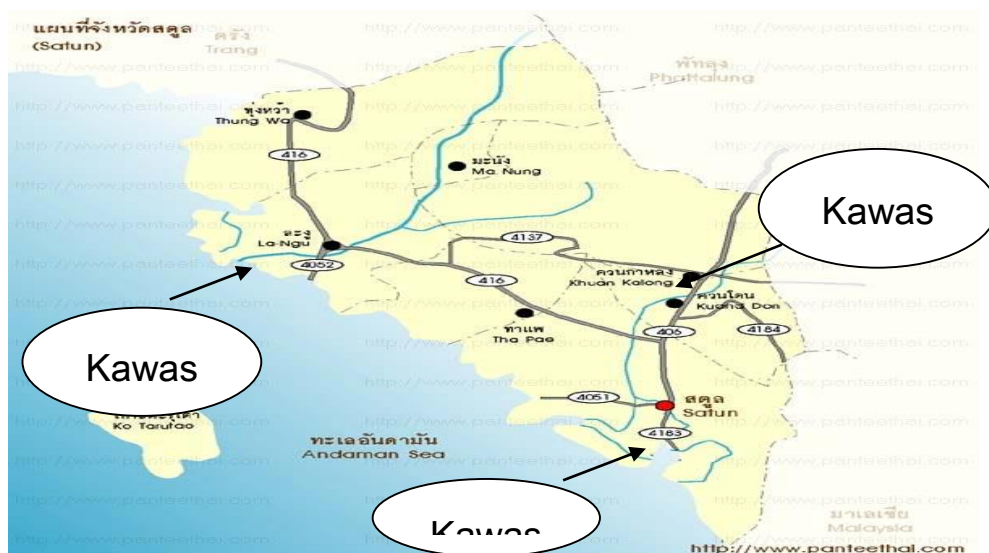 แผนที่จังหวัดสตูล
(Satun)
ตรัง
Trang
พัทลุง
Phattalung
ทุ่งหว้า
Thung Wa
416
มะนัง
Ma Nung
Kawas
ละงู
La-Ngu
4052
4137
ควนกาหลง
Khuan Kalong
416
ควนโดน
Kuand Don
ท่าแพ
Tha Pae
406
4184
Kawas
4051
สตูล
Satun
Ko Tarutao
ทะเลอันดามัน
Andaman Sea
4183
Kawas
มาเลเซีย
Malaysia
http://www.panteethai.com